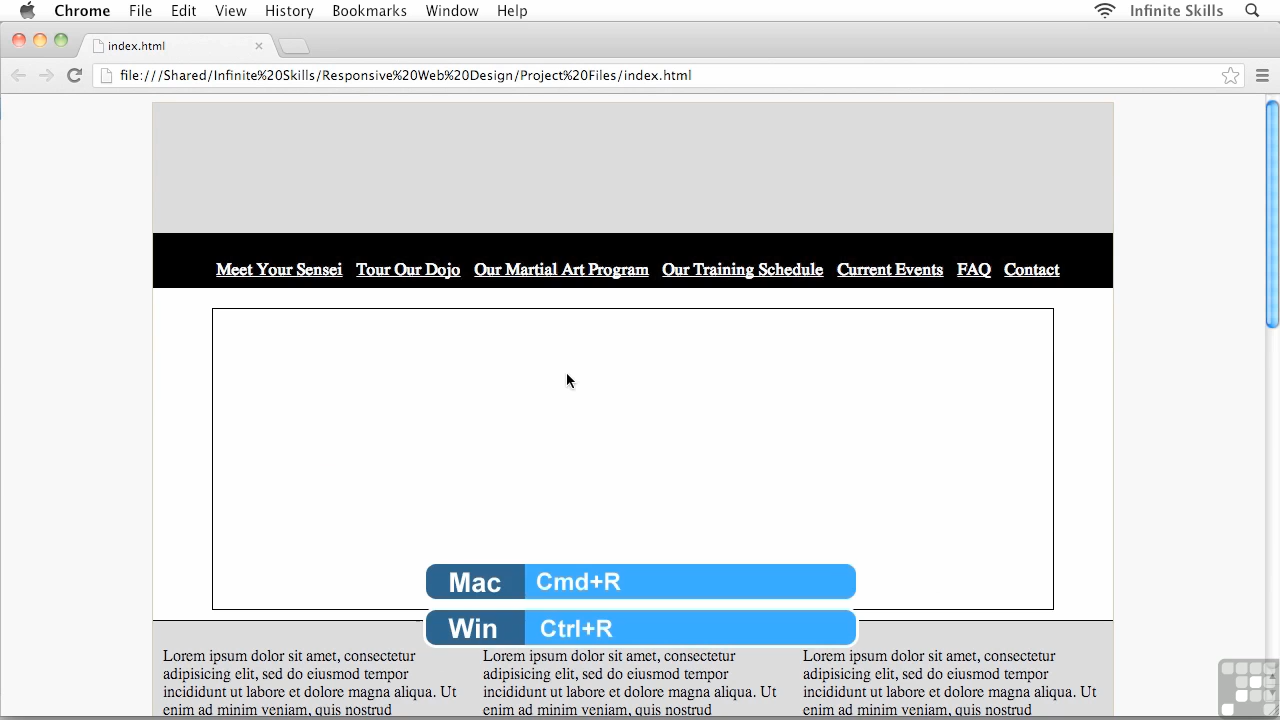 Chrome File Edit View History Bookmarks Window Help Infinite Skills
index.html
file:///Shared/Infinite%20Skills/Responsive%20Web%20Design/Project%20Files/index.html
Meet Your Sensei Tour Our Dojo Our Martial Art Program Our Training Schedule Current Events FAQ Contact
Mac Cmd+R
Win Ctrl+R
Lorem ipsum dolor sit amet, consectetur
adipisicing elit, sed do eiusmod tempor
incididunt ut labore et dolore magna aliqua. Ut
enim ad minim veniam, quis nostrud
Lorem ipsum dolor sit amet, consectetur
adipisicing elit, sed do eiusmod tempor
incididunt ut labore et dolore magna aliqua. Ut
enim ad minim veniam, quis nostrud
Lorem ipsum dolor sit amet, consectetur
adipisicing elit, sed do eiusmod tempor
incididunt ut labore et dolore magna aliqua. Ut
enim ad minim veniam, quis nostrud